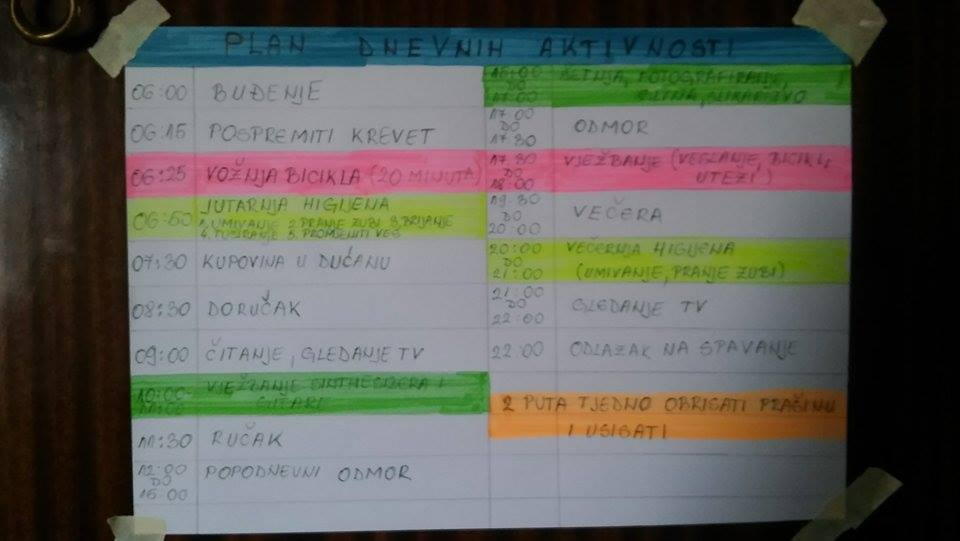 PLAN DNEVNIH AKTIVNOSTI
06:00 BUĐENJE
06:15 POSPREMITI KREVET
06:25 VOŽNJA BICIKLA (20 MINUTA)
06:50 JUTARNJA HIGIJENA
1. UMIVANJE 2. PRANJE ZUBI 3. BRIJANJE
4. TUŠIRANJE 5. PROMJENITI VEŠ
07:30 KUPOVINA U DUĆANU
08:30 DORUČAK
09:00 ČITANJE, GLEDANJE TV
10:00-
VJEŽBANJE SINTHESIZERA I
GITARI
11:30 RUČAK
12:00
DO
16:00
POPODNEVNI ODMOR
16:00
DO
17:00
ŠETNJA, FOTOGRAFIRANJE,
SLIKARSTVO
17:00
DO
17:30
ODMOR
17:30
DO
18:00
VJEŽBANJE (VESLANJE, BICIKL,
UTEZI)
19:30
DO
20:00
VEČERA
20:00
DO
21:00
VEČERNJA HIGIJENA
(UMIVANJE, PRANJE ZUBI)
21:00
DO
22:00
GLEDANJE TV
22:00 ODLAZAK NA SPAVANJE
2 PUTA TJEDNO OBRISATI PRAŠINU
I USISATI